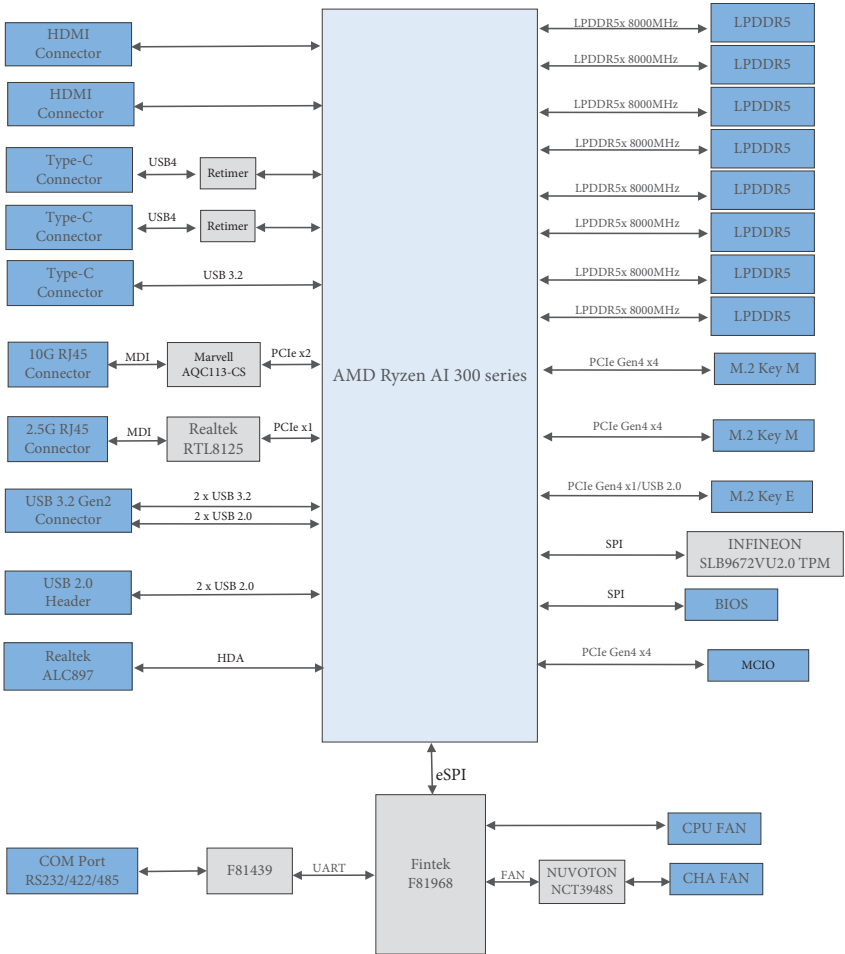 HDMI
Connector
HDMI
Connector
Type-C
Connector
USB4
Retimer
Type-C
Connector
USB4
Retimer
Type-C
Connector
USB 3.2
10G RJ45
Connector
MDI
Marvell
AQC113-CS
PCIe x2
2.5G RJ45
Connector
MDI
Realtek
RTL8125
PCIe x1
USB 3.2 Gen2
Connector
2 x USB 3.2
2 x USB 2.0
USB 2.0
Header
2 x USB 2.0
Realtek
ALC897
HDA
AMD Ryzen AI 300 series
LPDDR5x 8000MHz
LPDDR5
LPDDR5x 8000MHz
LPDDR5
LPDDR5x 8000MHz
LPDDR5
LPDDR5x 8000MHz
LPDDR5
LPDDR5x 8000MHz
LPDDR5
LPDDR5x 8000MHz
LPDDR5
LPDDR5x 8000MHz
LPDDR5
LPDDR5x 8000MHz
LPDDR5
PCIe Gen4 x4
M.2 Key M
PCIe Gen4 x4
M.2 Key M
PCIe Gen4 x1/USB 2.0
M.2 Key E
SPI
INFINEON
SLB9672VU2.0 TPM
SPI
BIOS
PCIe Gen4 x4
MCIO
eSPI
COM Port
RS232/422/485
F81439
UART
Fintek
F81968
CPU FAN
FAN
NUVOTON
NCT3948S
CHA FAN